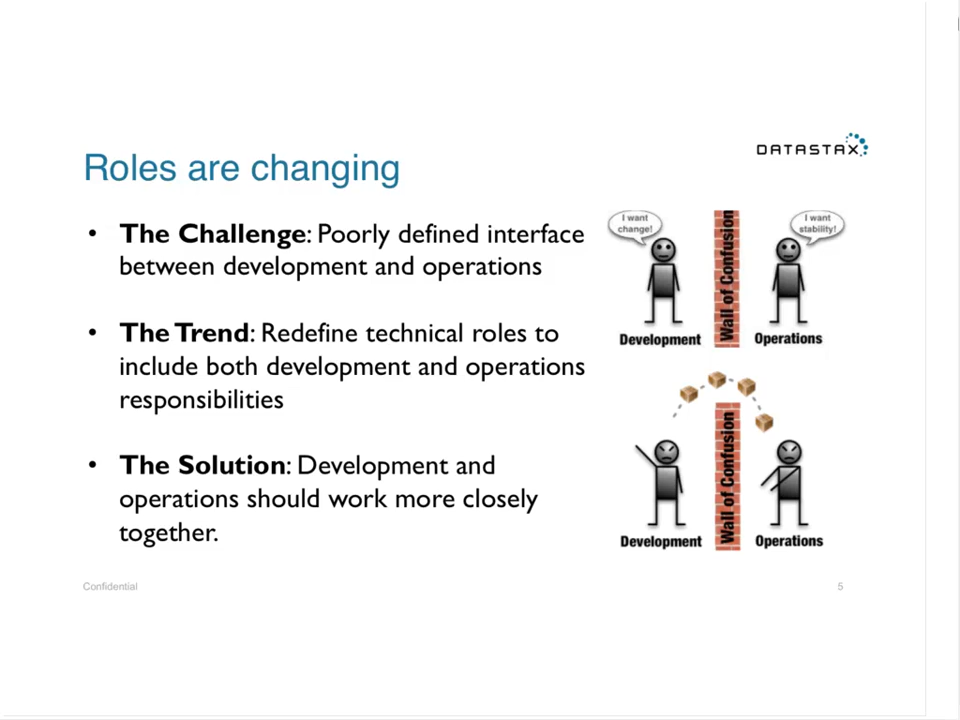 DATASTAX
Roles are changing
• The Challenge: Poorly defined interface
between development and operations
• The Trend: Redefine technical roles to
include both development and operations
responsibilities
• The Solution: Development and
operations should work more closely
together.
I want
change!
Wall of Confusion
I want
stability!
Development
Operations
Wall of Confusion
Development
Operations
Confidential
5